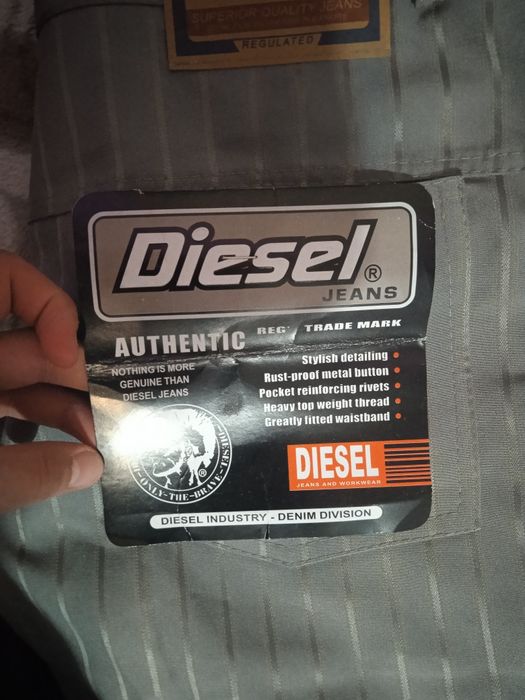 SUPERIOR QUALITY JEANS
REGULATED
Diesel®
JEANS
AUTHENTIC
REG' TRADE MARK
NOTHING IS MORE
GENUINE THAN
DIESEL JEANS
Stylish detailing •
Rust-proof metal button •
Pocket reinforcing rivets •
Heavy top weight thread •
Greatly fitted waistband •
DIESEL
ONLY-THE-BRAVE
®
DIESEL
JEANS AND WORKWEAR
DIESEL INDUSTRY - DENIM DIVISION